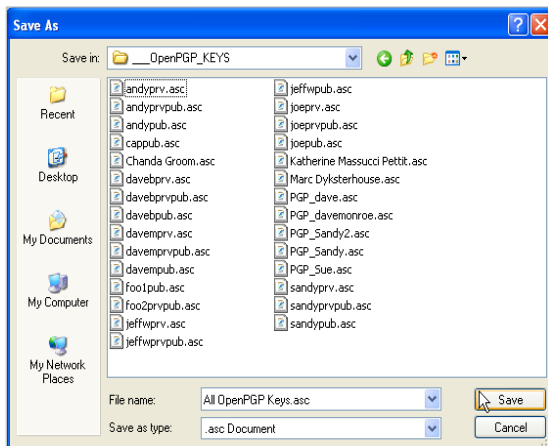 Save As
Save in:
___OpenPGP_KEYS
Recent
Desktop
My Documents
My Computer
My Network
Places
andyprv.asc
andyprvpub.asc
andypub.asc
cappub.asc
Chanda Groom.asc
davebprv.asc
davebprvpub.asc
davebpub.asc
davemprv.asc
davemprvpub.asc
davempub.asc
foo1pub.asc
foo2prvpub.asc
jeffwprv.asc
jeffwprvpub.asc
jeffwpub.asc
joeprv.asc
joeprvpub.asc
joepub.asc
Katherine Massucci Pettit.asc
Marc Dyksterhouse.asc
PGP_dave.asc
PGP_davemonroe.asc
PGP_Sandy2.asc
PGP_Sandy.asc
PGP_Sue.asc
sandyprv.asc
sandyprvpub.asc
sandypub.asc
File name:
All OpenPGP Keys.asc
Save
Save as type:
.asc Document
Cancel